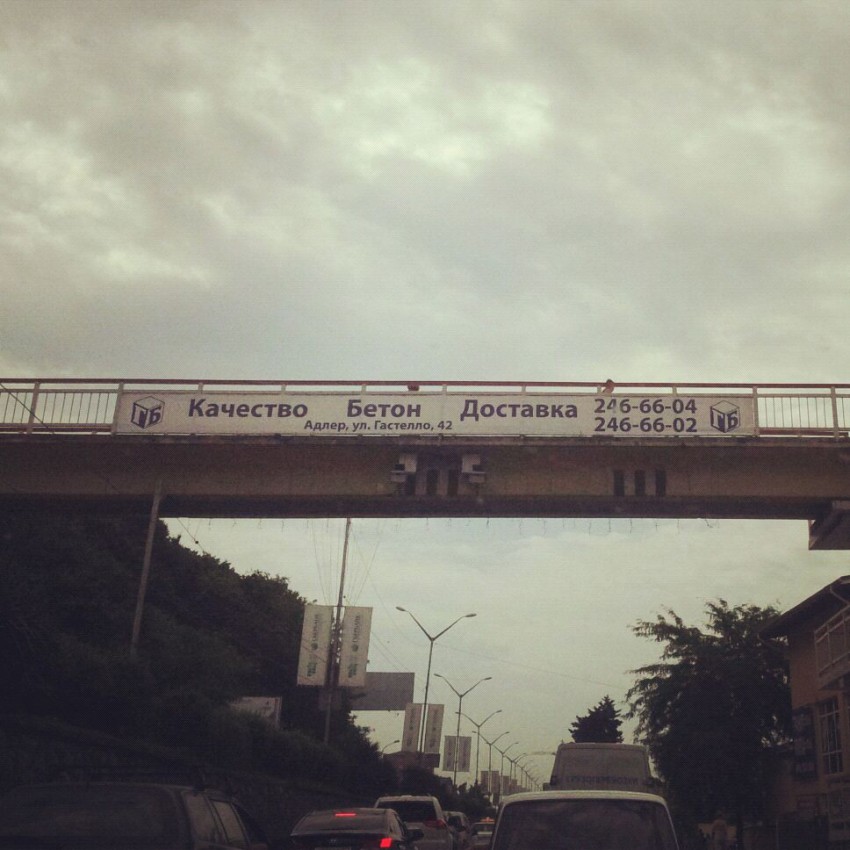 Качество Бетон Доставка
Адлер, ул. Гастелло, 42
246-66-04
246-66-02